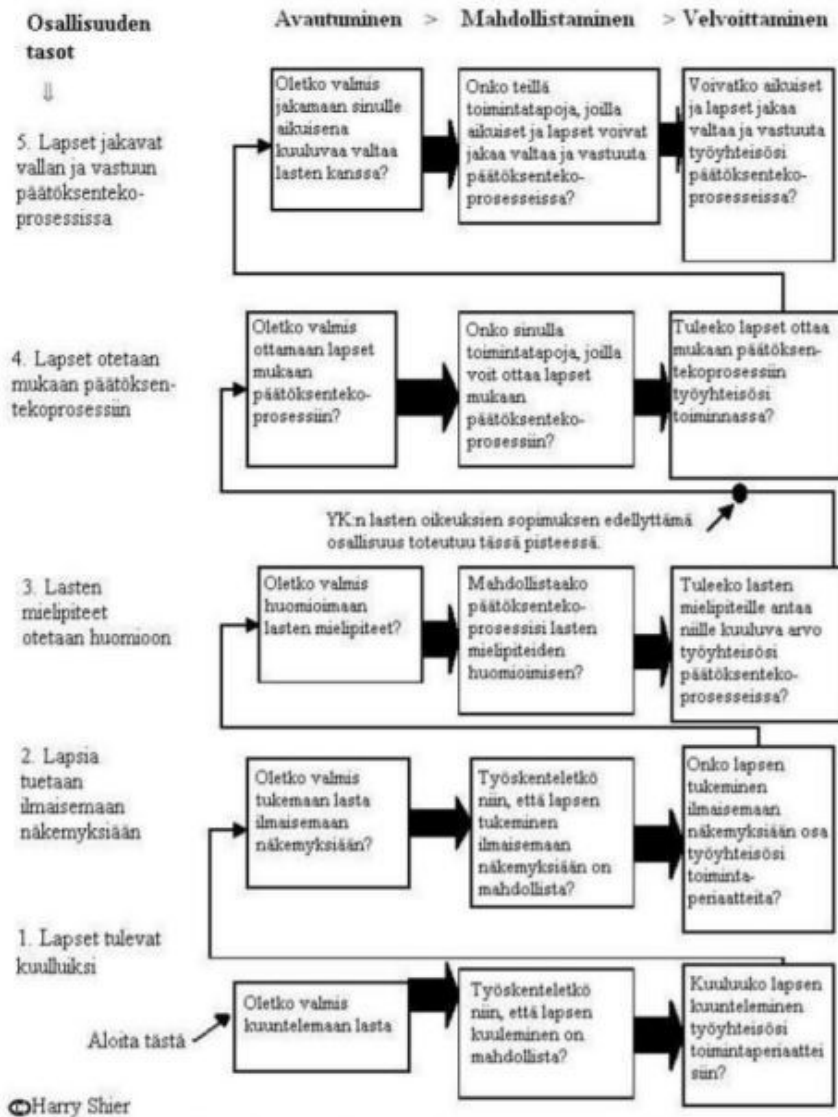 Osallisuuden
tasot
⇓
Avautuminen > Mahdollistaminen > Velvoittaminen
5. Lapset jakavat
vallan ja vastuun
päätöksenteko-
prosessissa
Oletko valmis
jakamaan sinulle
aikuisena
kuuluvaa valtaa
lasten kanssa?
Onko teillä
toimintatapoja, joilla
aikuiset ja lapset voivat
jakaa valtaa ja vastuuta
päätöksenteko-
prosesseissa?
Voivatko aikuiset
ja lapset jakaa
valtaa ja vastuuta
työyhteisösi
päätöksenteko-
prosesseissa?
4. Lapset otetaan
mukaan päätöksen-
tekoprosessiin
Oletko valmis
ottamaan lapset
mukaan
päätöksenteko-
prosessiin?
Onko sinulla
toimintatapoja, joilla
voit ottaa lapset
mukaan
päätöksenteko-
prosessiin?
Tuleeko lapset ottaa
mukaan päätöksen-
tekoprosessiin
työyhteisösi
toiminnassa?
YK:n lasten oikeuksien sopimuksen edellyttämä
osallisuus toteutuu tässä pisteessä.
3. Lasten
mielipiteet
otetaan huomioon
Oletko valmis
huomioimaan
lasten mielipiteet?
Mahdollistaako
päätöksenteko-
prosessisi lasten
mielipiteiden
huomioimisen?
Tuleeko lasten
mielipiteille antaa
niille kuuluva arvo
työyhteisösi
päätöksenteko-
prosesseissa?
2. Lapsia
tuetaan
ilmaisemaan
näkemyksiään
Oletko valmis
tukemaan lasta
ilmaisemaan
näkemyksiään?
Työskenteletkö
niin, että lapsen
tukeminen
ilmaisemaan
näkemyksiään on
mahdollista?
Onko lapsen
tukeminen
ilmaisemaan
näkemyksiään osa
työyhteisösi
toiminta-
periaatteita?
1. Lapset tulevat
kuulluiksi
Aloita tästä
Oletko valmis
kuuntelemaan lasta
Työskenteletkö
niin, että lapsen
kuuleminen on
mahdollista?
Kuuluuko lapsen
kuunteleminen
työyhteisösi
toimintaperiaattei
siin?
©Harry Shier